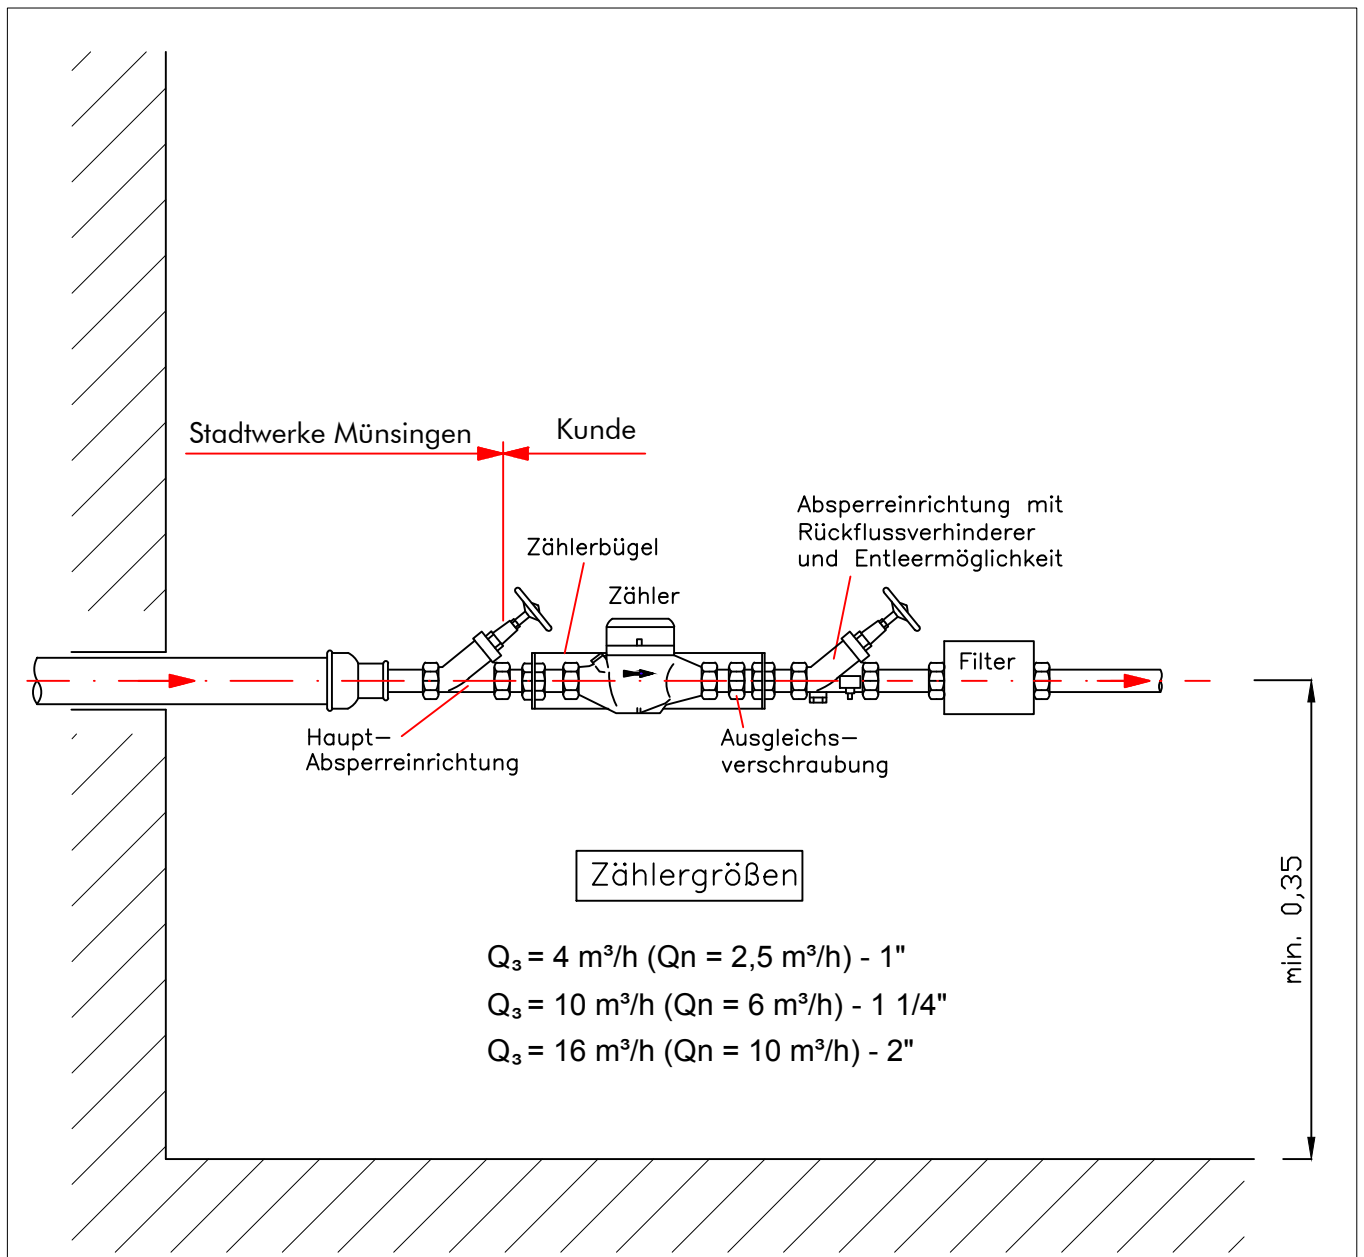 Stadtwerke Münsingen
Kunde
Absperreinrichtung mit
Rückflussverhinderer
und Entleermöglichkeit
Zählerbügel
Zähler
Filter
Haupt–
Absperreinrichtung
Ausgleichs–
verschraubung
Zählergrößen
Q₃ = 4 m³/h (Qn = 2,5 m³/h) - 1"
Q₃ = 10 m³/h (Qn = 6 m³/h) - 1 1/4"
Q₃ = 16 m³/h (Qn = 10 m³/h) - 2"
min. 0,35